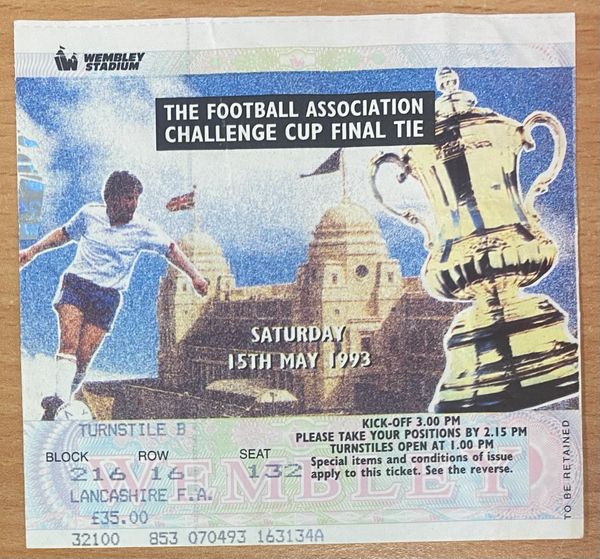 WEMBLEY
STADIUM
THE FOOTBALL ASSOCIATION
CHALLENGE CUP FINAL TIE
SATURDAY
15TH MAY 1993
TURNSTILE B
BLOCK ROW SEAT
216 16 132
LANCASHIRE F.A.
£35.00
32100 853 070493 163134A
KICK-OFF 3.00 PM
PLEASE TAKE YOUR POSITIONS BY 2.15 PM
TURNSTILES OPEN AT 1.00 PM
Special items and conditions of issue
apply to this ticket. See the reverse.
WEMBLEY
TO BE RETAINED